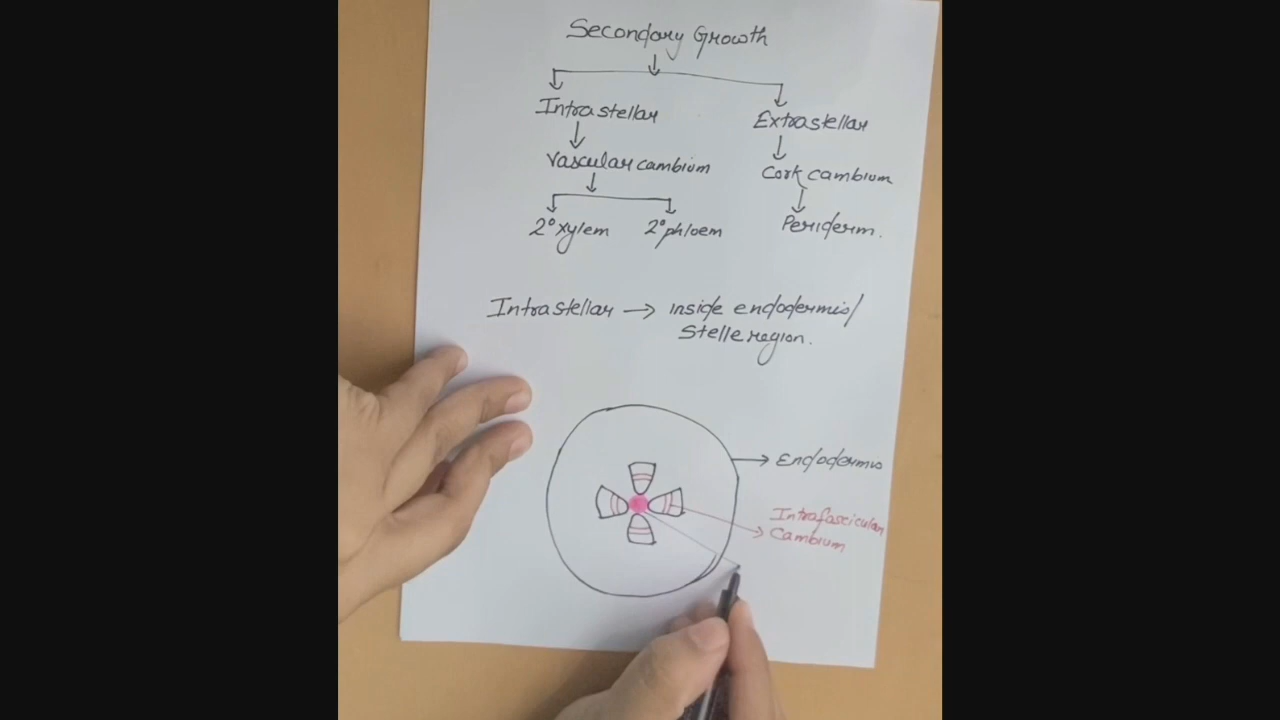 Secondary Growth
Intrastellar
Extrastellar
Vascular cambium
Cork cambium
2° xylem
2° phloem
Periderm.
Intrastellar → inside endodermis/
Stelle region.
Endodermis
Intrafascicular
Cambium